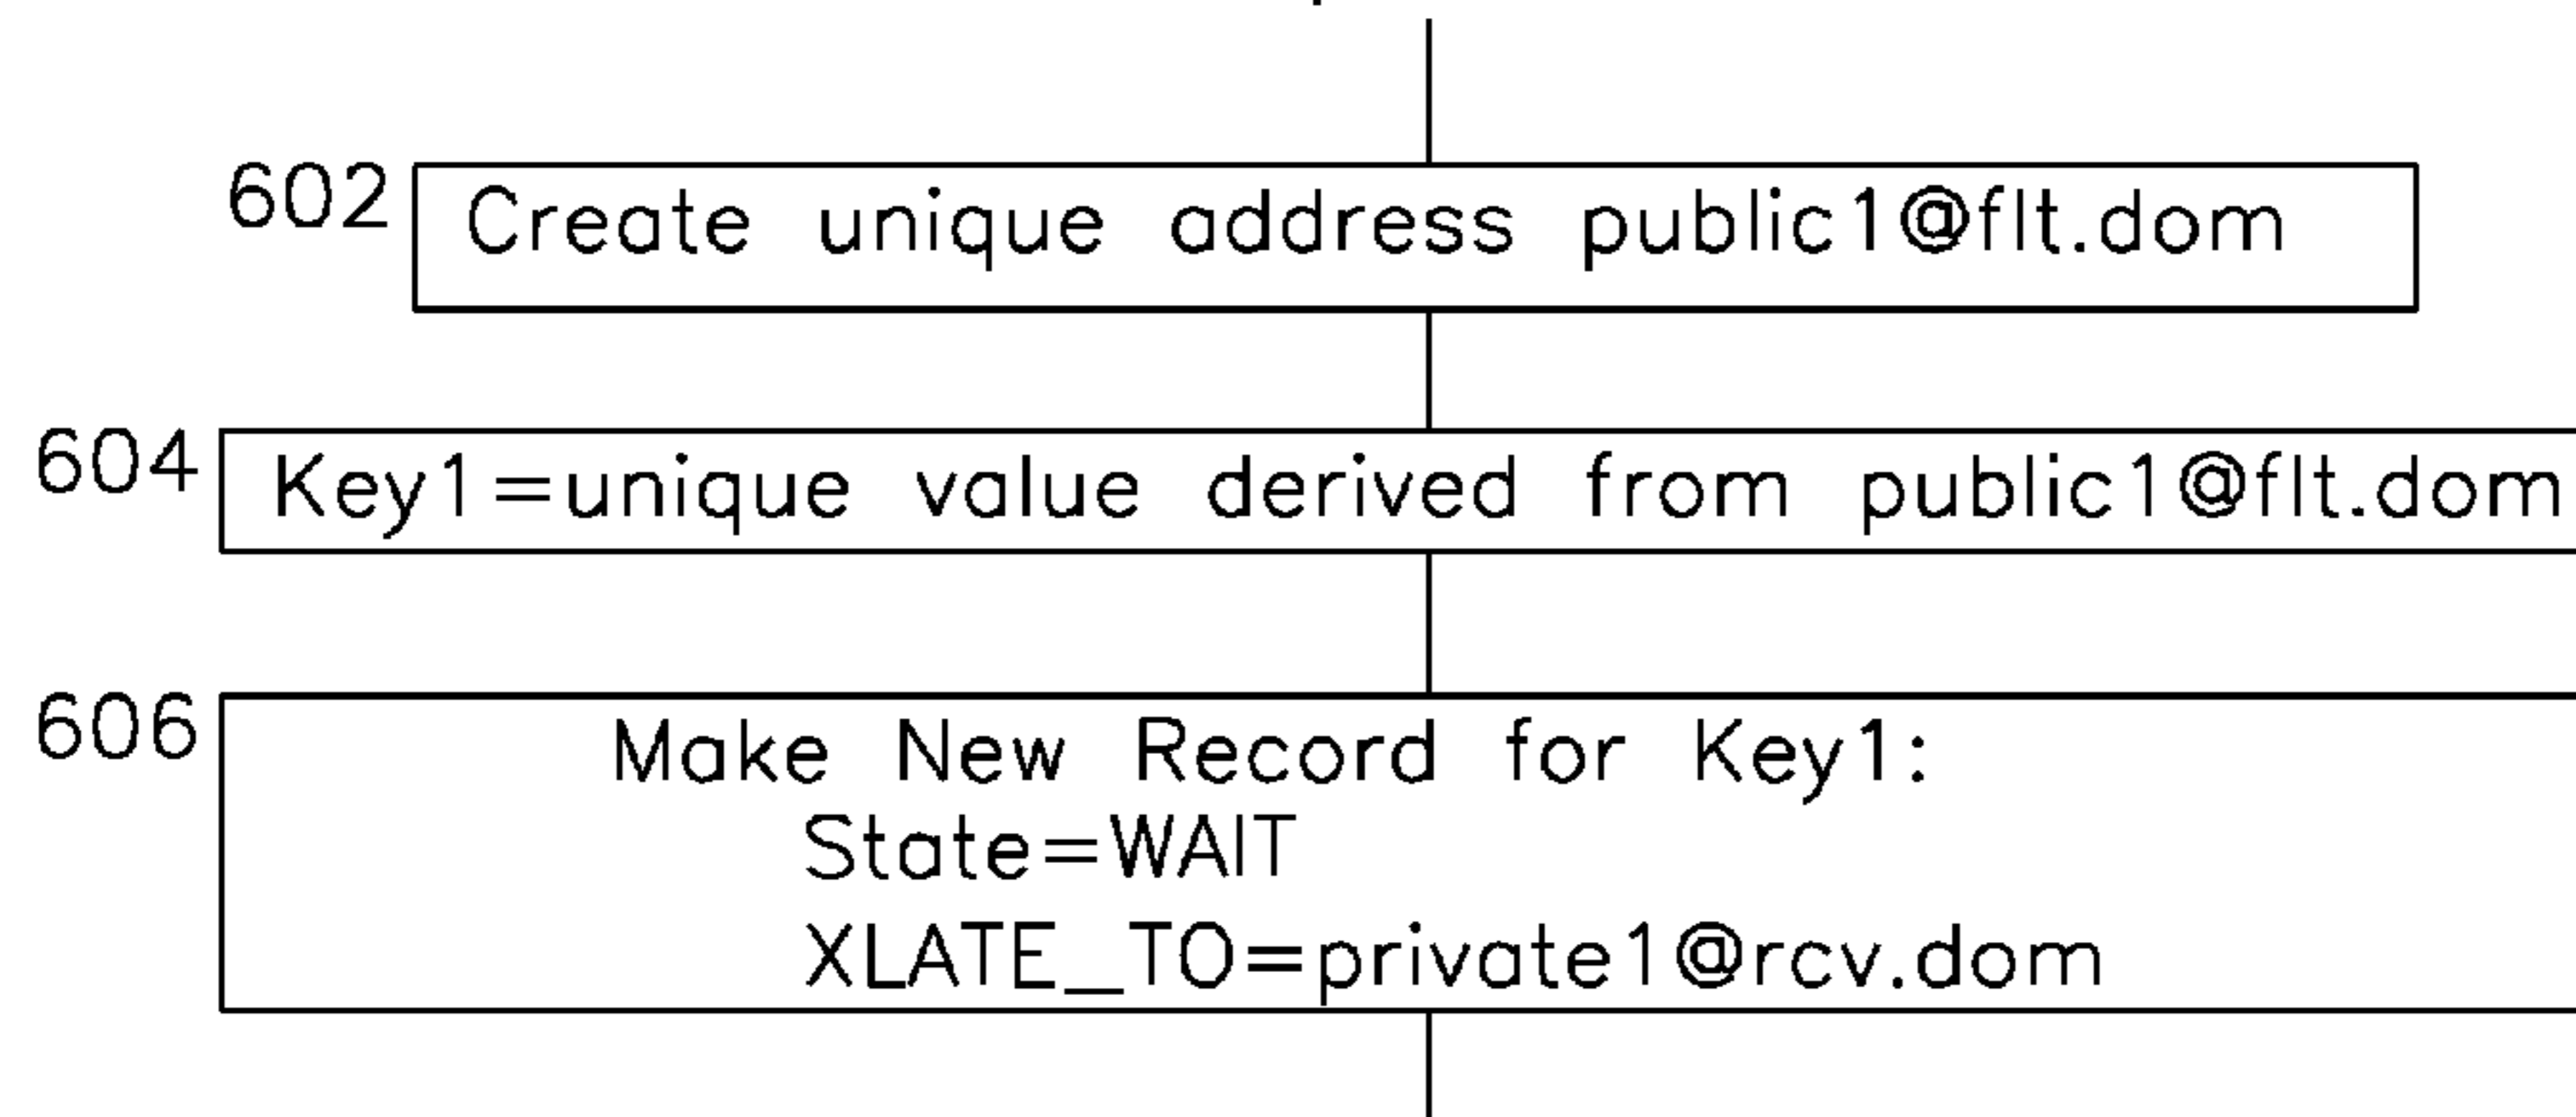 602 Create unique address public1@flt.dom
604 Key1=unique value derived from public1@flt.dom
606 Make New Record for Key1:
State=WAIT
XLATE_TO=private1@rcv.dom